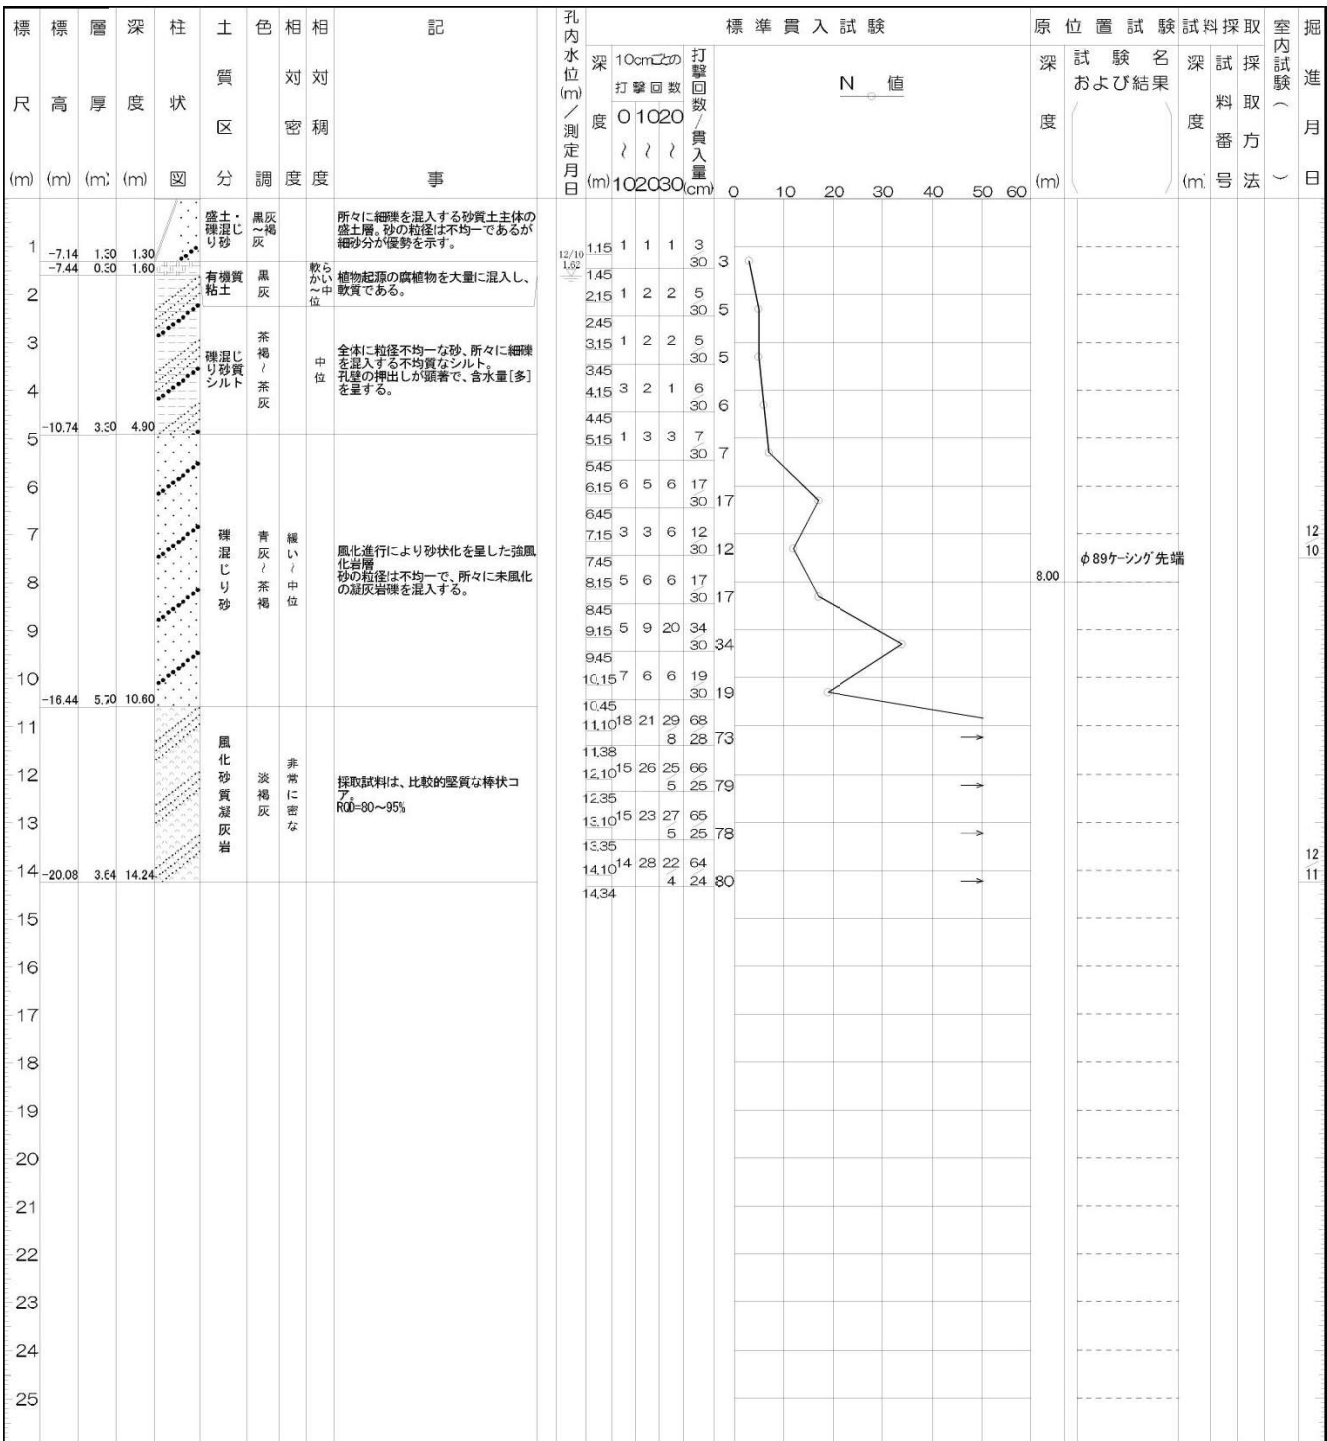 標尺(m)
標高(m)
層厚(m)
深度(m)
柱状図
土質区分
色調
相対密度
相対稠度
記事
孔内水位(m)/測定月日
標準貫入試験
深度(m)
10cmごとの
打撃回数
0 10 20
～ ～ ～
10 20 30
打撃回数/貫入量(cm)
N 値
0 10 20 30 40 50 60
原位置試験
深度(m)
試験名
および結果
試料採取
深度(m)
試料番号
採取方法
室内試験( )
掘進月日
-7.14 1.30 1.30
盛土・
礫混じ
り砂
黒灰
～褐
灰
所々に細礫を混入する砂質土主体の
盛土層。砂の粒径は不均一であるが
細砂分が優勢を示す。
-7.44 0.30 1.60
有機質
粘土
黒
灰
軟ら
かい
～中
位
植物起源の腐植物を大量に混入し、
軟質である。
-10.74 3.30 4.90
礫混じ
り砂質
シルト
茶褐～茶灰
中位
全体に粒径不均一な砂、所々に細礫
を混入する不均質なシルト。
孔壁の押出しが顕著で、含水量[多]
を呈する。
-16.44 5.70 10.60
礫混じり砂
青灰～茶褐
緩い～中位
風化進行により砂状化を呈した強風
化岩層
砂の粒径は不均一で、所々に未風化
の凝灰岩礫を混入する。
-20.08 3.64 14.24
風化砂質凝灰岩
淡褐灰
非常に密な
採取試料は、比較的堅質な棒状コ
ア。
RQD=80～95%
12/10
1.62
1.15 1 1 1 3
30 3
1.45
2.15 1 2 2 5
30 5
2.45
3.15 1 2 2 5
30 5
3.45
4.15 3 2 1 6
30 6
4.45
5.15 1 3 3 7
30 7
5.45
6.15 6 5 6 17
30 17
6.45
7.15 3 3 6 12
30 12
7.45
8.15 5 6 6 17
30 17
8.45
9.15 5 9 20 34
30 34
9.45
10.15 7 6 6 19
30 19
10.45
11.10 18 21 29 68
8 28 73
11.38
12.10 15 26 25 66
5 25 79
12.35
13.10 15 23 27 65
5 25 78
13.35
14.10 14 28 22 64
4 24 80
14.34
8.00
φ89ケーシング先端
12
10
12
11
1
2
3
4
5
6
7
8
9
10
11
12
13
14
15
16
17
18
19
20
21
22
23
24
25